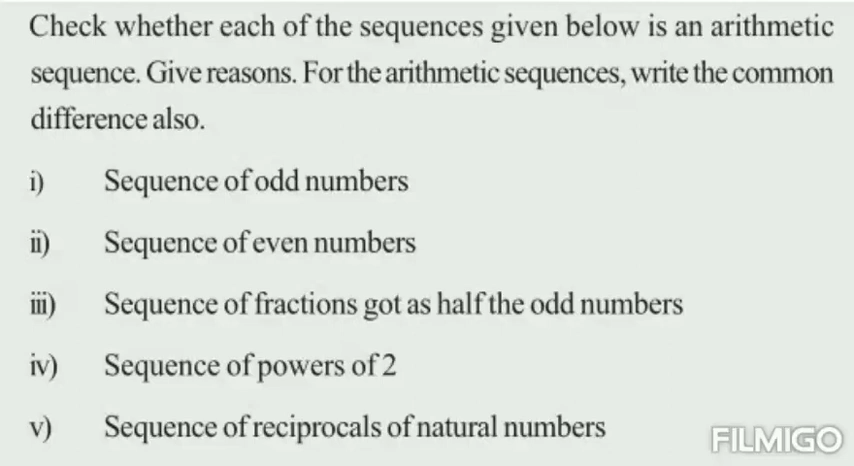 Check whether each of the sequences given below is an arithmetic
sequence. Give reasons. For the arithmetic sequences, write the common
difference also.
i) Sequence of odd numbers
ii) Sequence of even numbers
iii) Sequence of fractions got as half the odd numbers
iv) Sequence of powers of 2
v) Sequence of reciprocals of natural numbers
FILMIGO